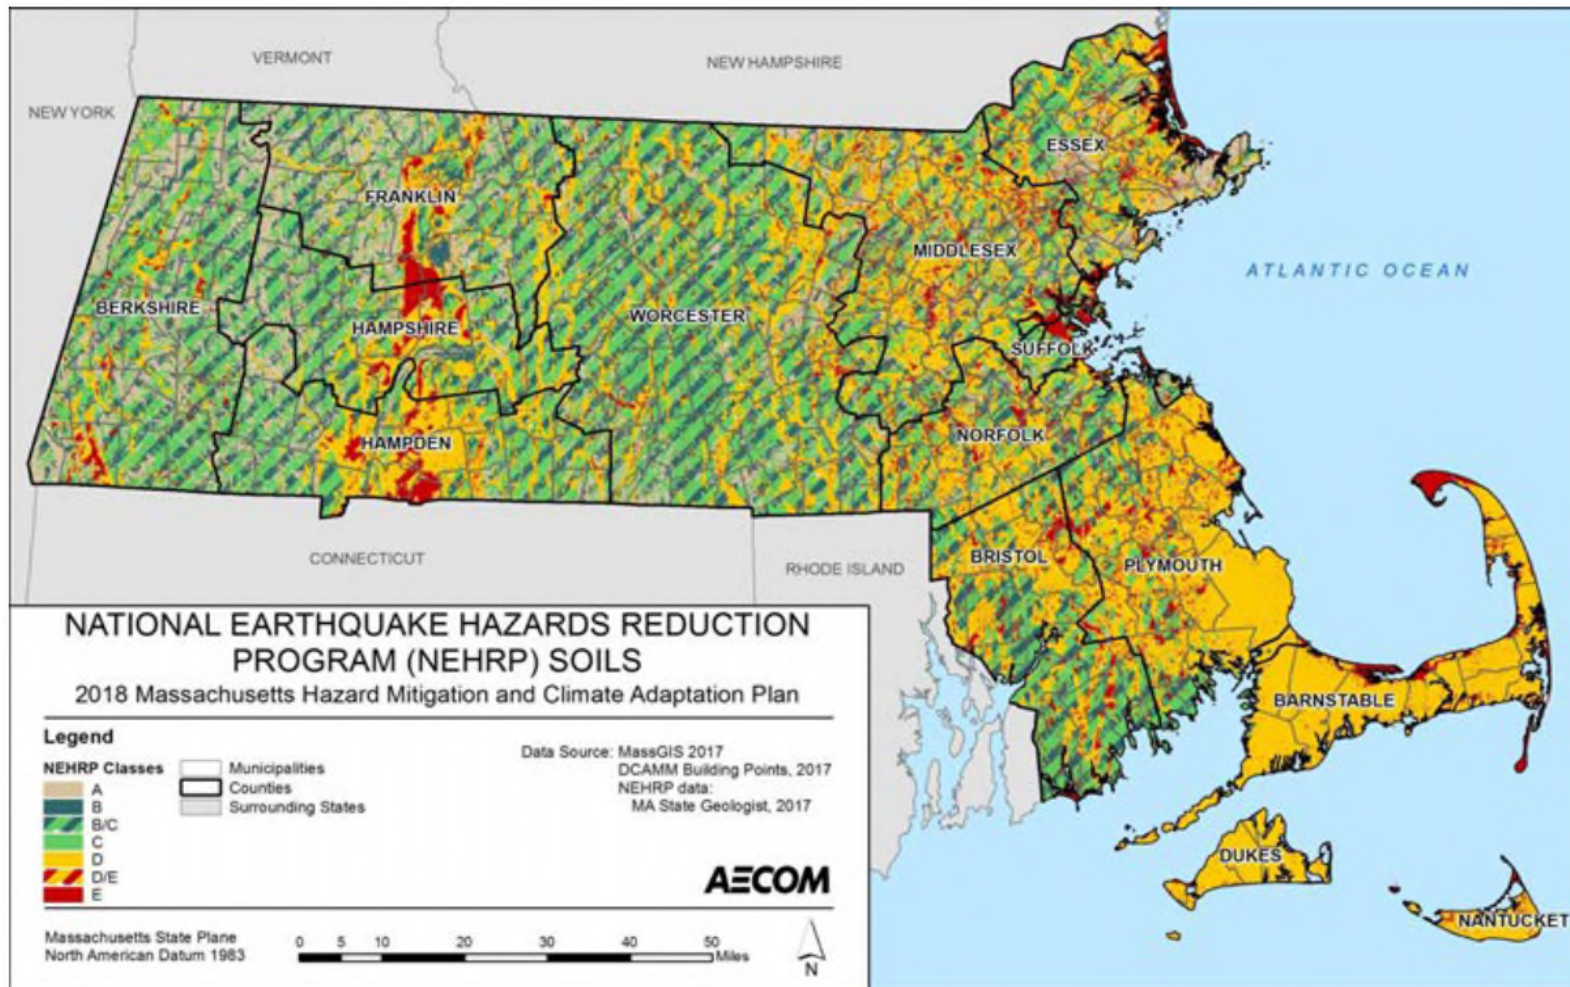 VERMONT
NEW HAMPSHIRE
NEW YORK
ESSEX
FRANKLIN
MIDDLESEX
ATLANTIC OCEAN
BERKSHIRE
HAMPSHIRE
WORCESTER
SUFFOLK
HAMPDEN
NORFOLK
CONNECTICUT
RHODE ISLAND
BRISTOL
PLYMOUTH
BARNSTABLE
DUKES
NANTUCKET
NATIONAL EARTHQUAKE HAZARDS REDUCTION
PROGRAM (NEHRP) SOILS
2018 Massachusetts Hazard Mitigation and Climate Adaptation Plan
Legend
NEHRP Classes
A
B
B/C
C
D
D/E
E
Municipalities
Counties
Surrounding States
Data Source: MassGIS 2017
DCAMM Building Points, 2017
NEHRP data:
MA State Geologist, 2017
AECOM
Massachusetts State Plane
North American Datum 1983
0 5 10 20 30 40 50
Miles
N